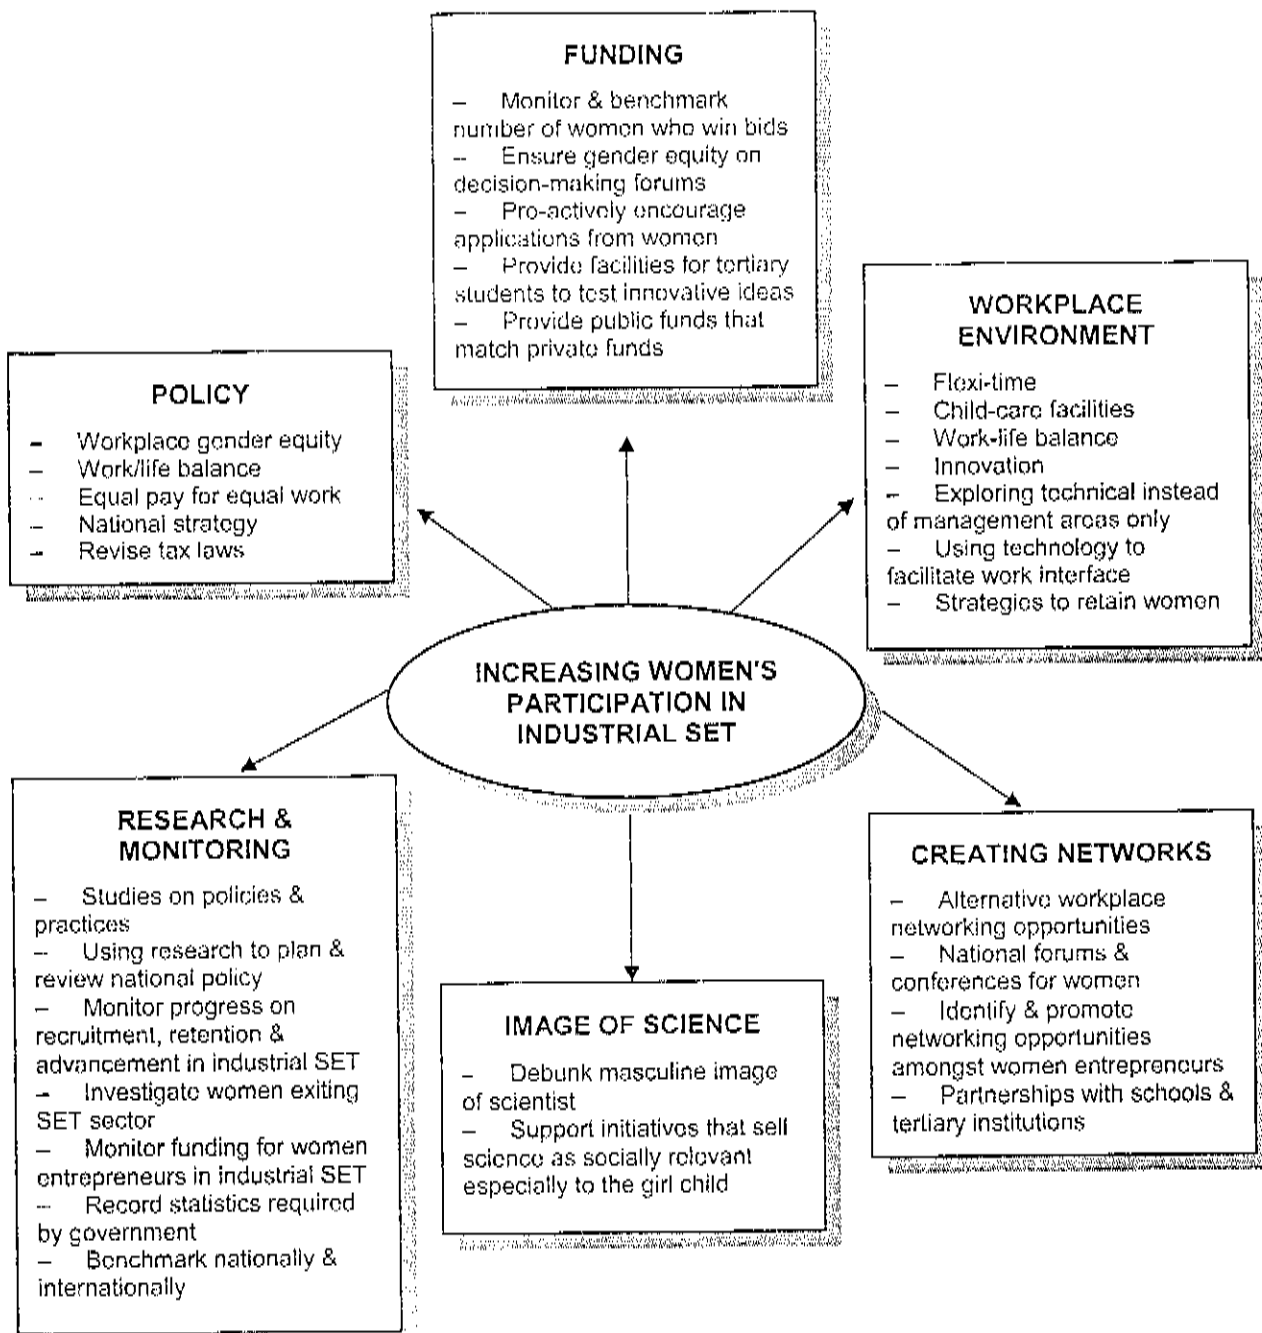 FUNDING
– Monitor & benchmark
number of women who win bids
– Ensure gender equity on
decision-making forums
– Pro-actively encourage
applications from women
– Provide facilities for tertiary
students to test innovative ideas
– Provide public funds that
match private funds
WORKPLACE
ENVIRONMENT
– Flexi-time
– Child-care facilities
– Work-life balance
– Innovation
– Exploring technical instead
of management areas only
– Using technology to
facilitate work interface
– Strategies to retain women
POLICY
– Workplace gender equity
– Work/life balance
– Equal pay for equal work
– National strategy
– Revise tax laws
INCREASING WOMEN'S
PARTICIPATION IN
INDUSTRIAL SET
RESEARCH &
MONITORING
– Studies on policies &
practices
– Using research to plan &
review national policy
– Monitor progress on
recruitment, retention &
advancement in industrial SET
– Investigate women exiting
SET sector
– Monitor funding for women
entrepreneurs in industrial SET
– Record statistics required
by government
– Benchmark nationally &
internationally
IMAGE OF SCIENCE
– Debunk masculine image
of scientist
– Support initiatives that sell
science as socially relevant
especially to the girl child
CREATING NETWORKS
– Alternative workplace
networking opportunities
– National forums &
conferences for women
– Identify & promote
networking opportunities
amongst women entrepreneurs
– Partnerships with schools &
tertiary institutions